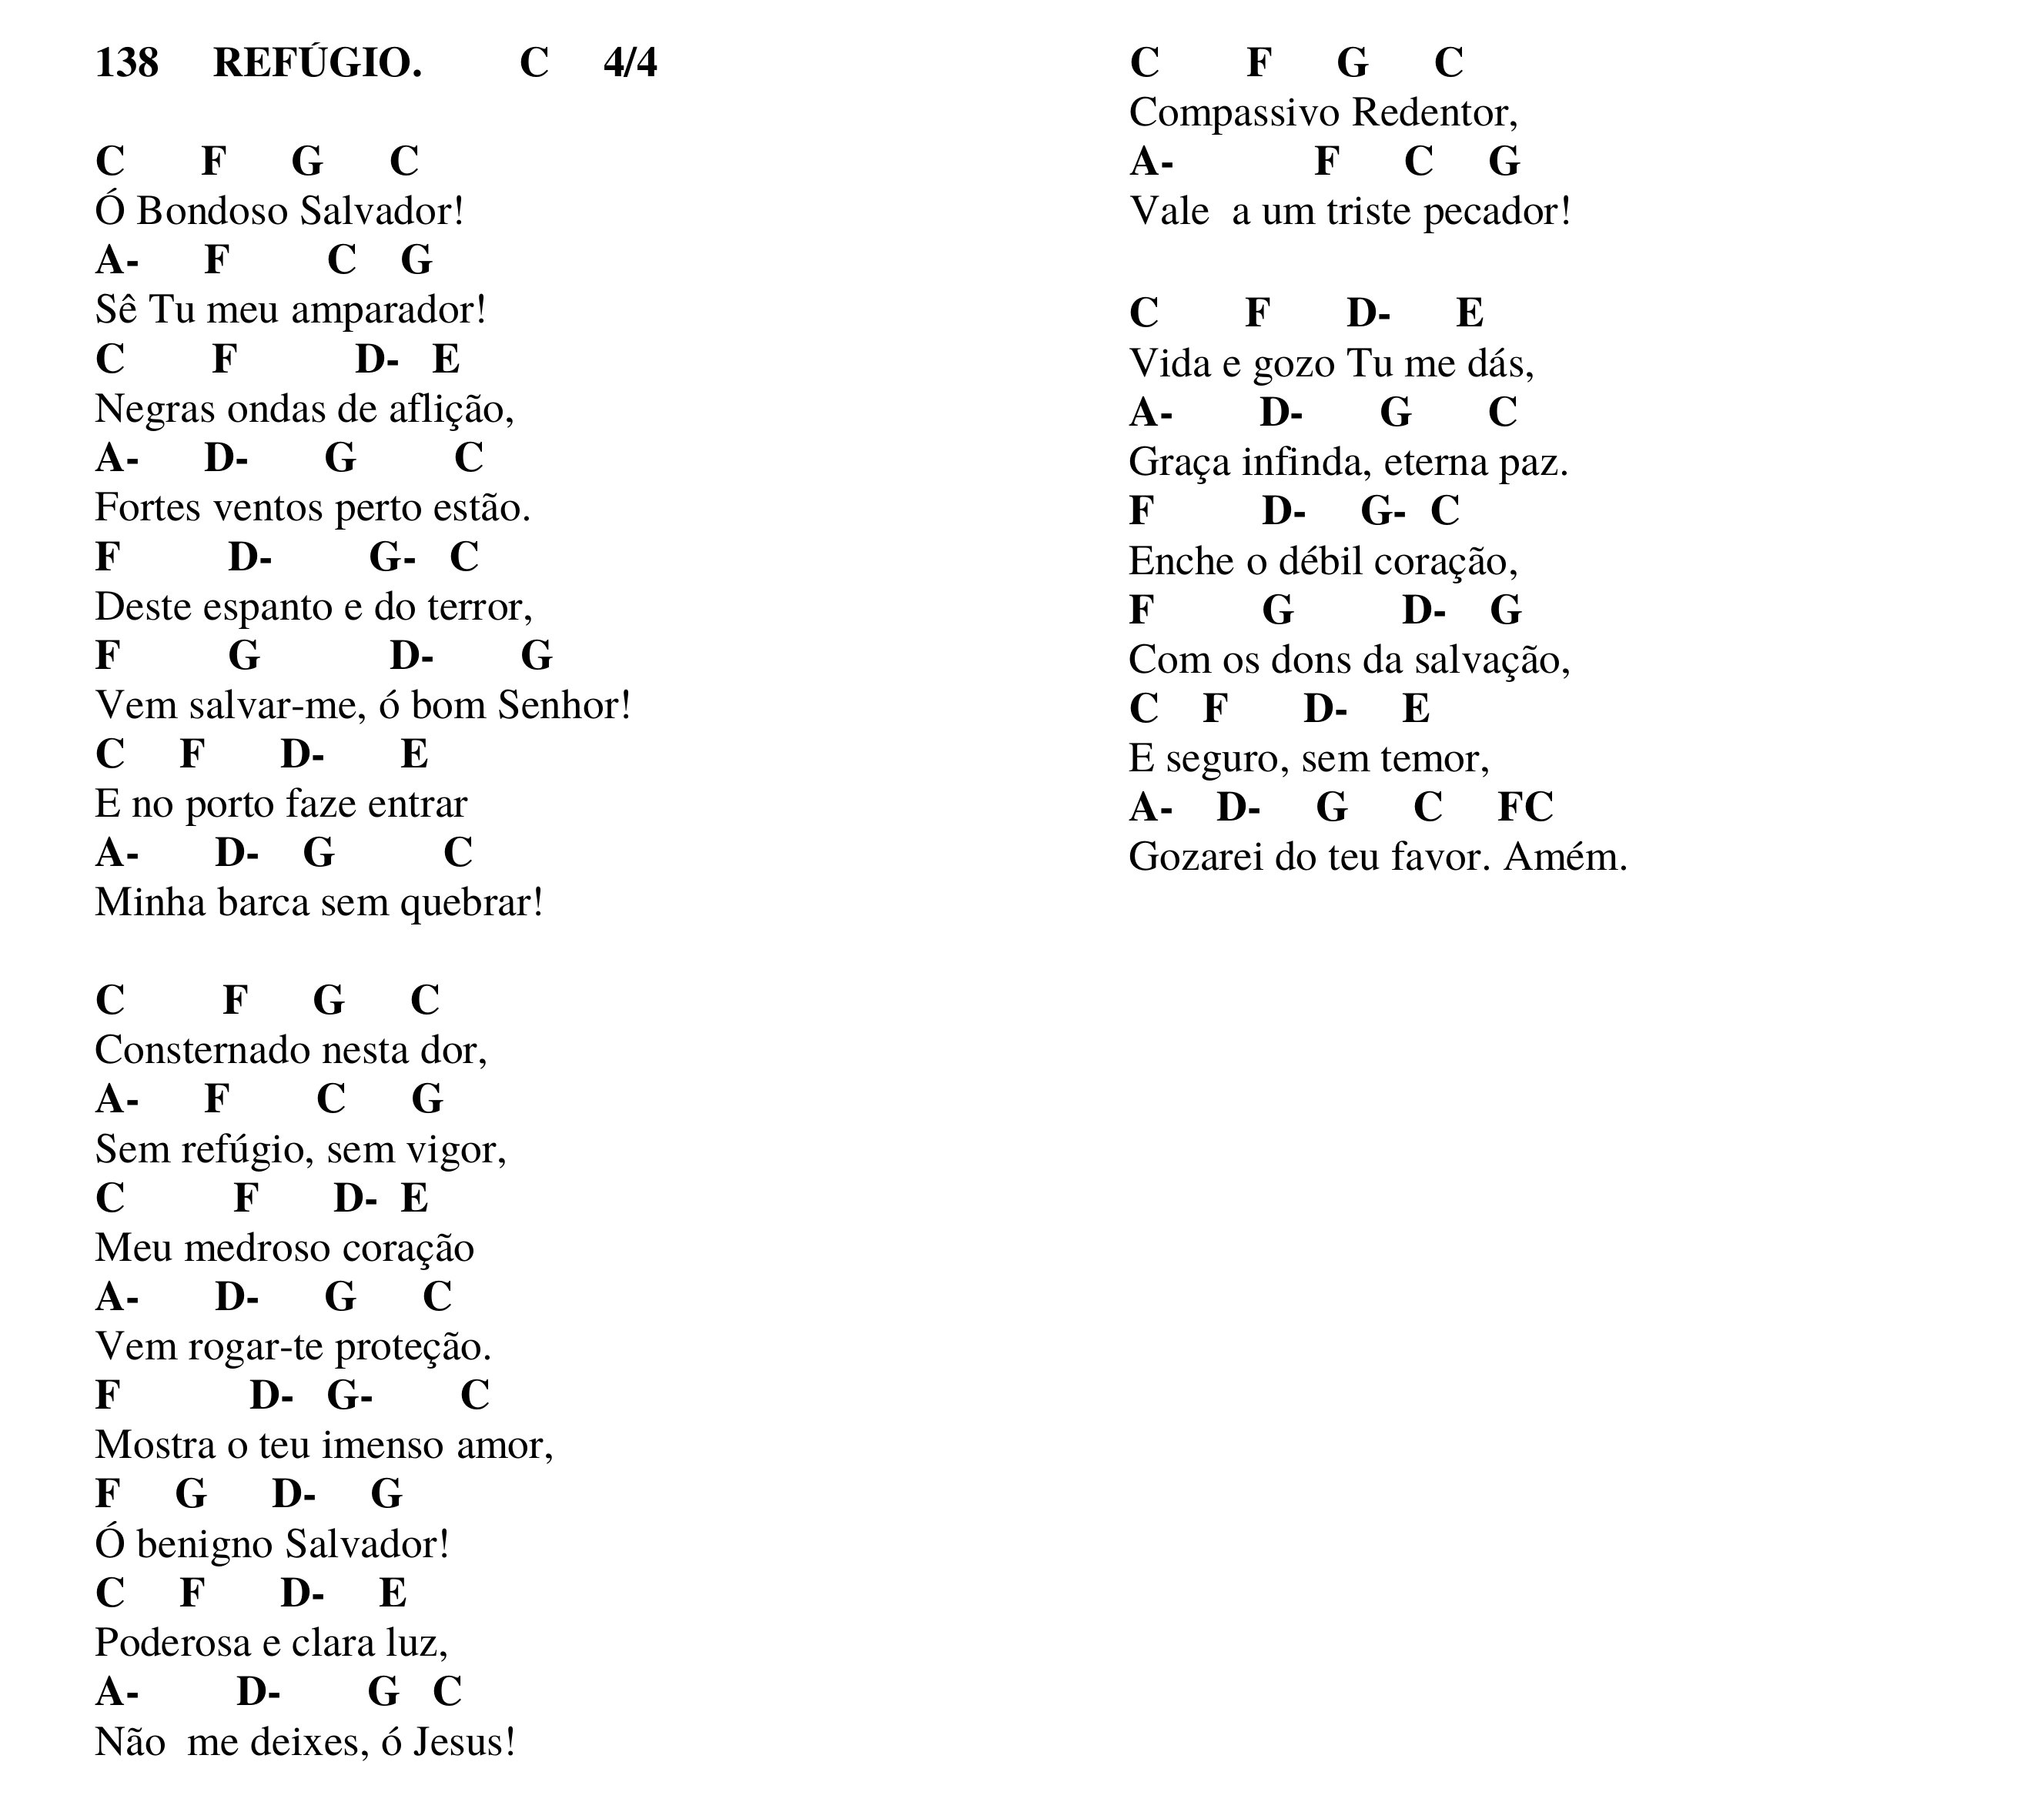 138     REFÚGIO.         C     4/4
C       F      G      C
Ó Bondoso Salvador!
A-      F         C    G
Sê Tu meu amparador!
C        F           D-   E
Negras ondas de aflição,
A-      D-       G         C
Fortes ventos perto estão.
F          D-         G-   C
Deste espanto e do terror,
F          G            D-        G
Vem salvar-me, ó bom Senhor!
C     F       D-       E
E no porto faze entrar
A-       D-    G          C
Minha barca sem quebrar!
C         F      G      C
Consternado nesta dor,
A-      F        C      G
Sem refúgio, sem vigor,
C          F       D-  E
Meu medroso coração
A-       D-      G      C
Vem rogar-te proteção.
F            D-   G-        C
Mostra o teu imenso amor,
F     G      D-     G
Ó benigno Salvador!
C     F       D-     E
Poderosa e clara luz,
A-         D-        G   C
Não  me deixes, ó Jesus!
C        F      G      C
Compassivo Redentor,
A-             F      C     G
Vale  a um triste pecador!
C        F       D-      E
Vida e gozo Tu me dás,
A-        D-       G       C
Graça infinda, eterna paz.
F          D-     G-  C
Enche o débil coração,
F          G          D-    G
Com os dons da salvação,
C    F       D-     E
E seguro, sem temor,
A-    D-     G      C     FC
Gozarei do teu favor. Amém.